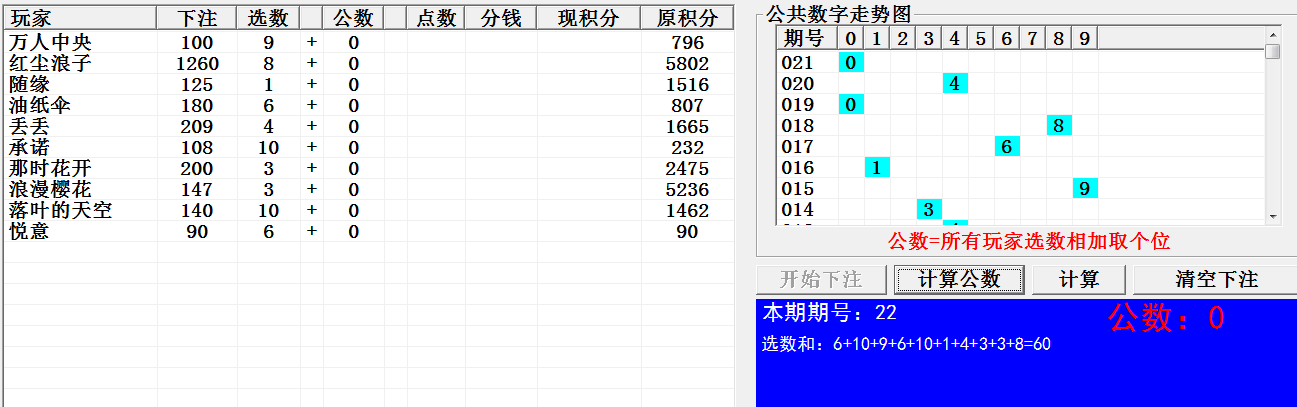 玩家 下注 选数 公数 点数 分钱 现积分 原积分
万人中央 100 9 + 0 796
红尘浪子 1260 8 + 0 5802
随缘 125 1 + 0 1516
油纸伞 180 6 + 0 807
丢丢 209 4 + 0 1665
承诺 108 10 + 0 232
那时花开 200 3 + 0 2475
浪漫樱花 147 3 + 0 5236
落叶的天空 140 10 + 0 1462
悦意 90 6 + 0 90
公共数字走势图
期号 0 1 2 3 4 5 6 7 8 9
021 0
020 4
019 0
018 8
017 6
016 1
015 9
014 3
公数=所有玩家选数相加取个位
开始下注 计算公数 计算 清空下注
本期期号：22 公数：0
选数和：6+10+9+6+10+1+4+3+3+8=60